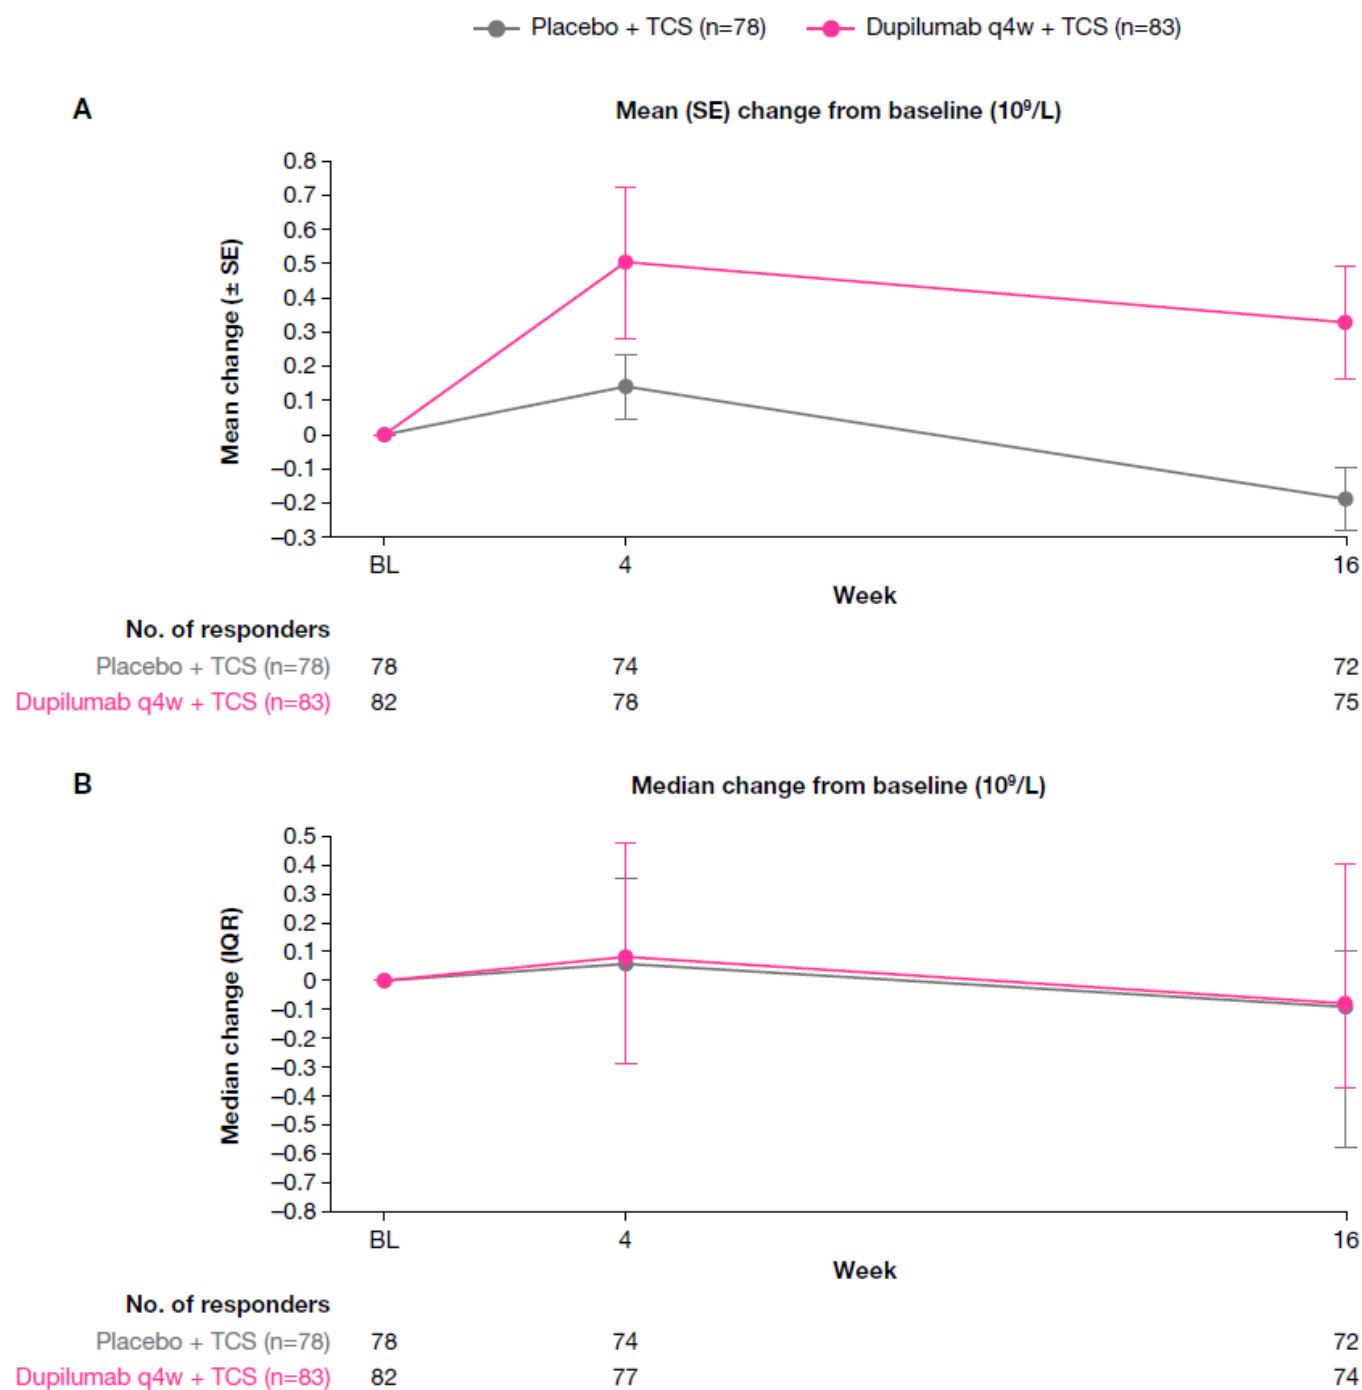 Placebo + TCS (n=78) Dupilumab q4w + TCS (n=83)
A Mean (SE) change from baseline (10⁹/L)
Mean change (± SE)
0.8
0.7
0.6
0.5
0.4
0.3
0.2
0.1
0
–0.1
–0.2
–0.3
BL 4 16
Week
No. of responders
Placebo + TCS (n=78) 78 74 72
Dupilumab q4w + TCS (n=83) 82 78 75
B Median change from baseline (10⁹/L)
Median change (IQR)
0.5
0.4
0.3
0.2
0.1
0
–0.1
–0.2
–0.3
–0.4
–0.5
–0.6
–0.7
–0.8
BL 4 16
Week
No. of responders
Placebo + TCS (n=78) 78 74 72
Dupilumab q4w + TCS (n=83) 82 77 74